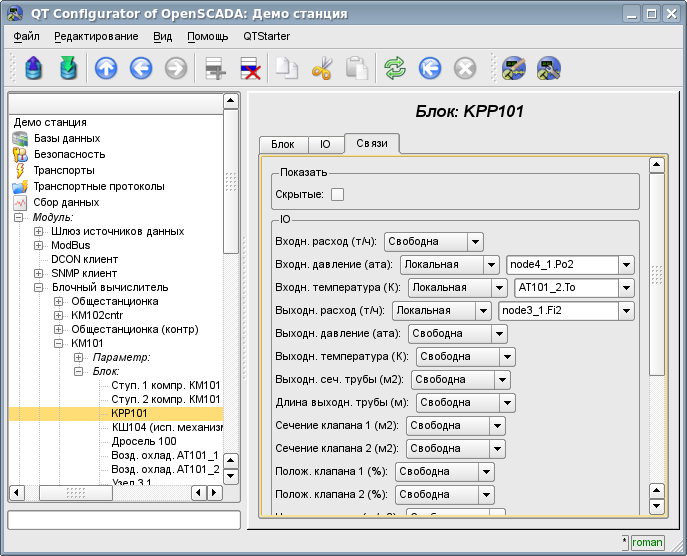 QT Configurator of OpenSCADA: Демо станция
Файл Редактирование Вид Помощь QTStarter
Демо станция
Базы данных
Безопасность
Транспорты
Транспортные протоколы
Сбор данных
Модуль:
Шлюз источников данных
ModBus
DCON клиент
SNMP клиент
Блочный вычислитель
Общестанционка
KM102cntr
Общестанционка (контр)
KM101
Параметр:
Блок:
Ступ. 1 компр. KM101
Ступ. 2 компр. KM101
KPP101
КШ104 (исп. механизм
Дросель 100
Возд. охлад. AT101_1
Возд. охлад. AT101_2
Узел 3.1
Блок: KPP101
Блок IO Связи
Показать
Скрытые:
IO
Входн. расход (т/ч): Свободна
Входн. давление (ата): Локальная node4_1.Po2
Входн. температура (К): Локальная AT101_2.To
Выходн. расход (т/ч): Локальная node3_1.Fi2
Выходн. давление (ата): Свободна
Выходн. температура (К): Свободна
Выходн. сеч. трубы (м2): Свободна
Длина выходн. трубы (м): Свободна
Сечение клапана 1 (м2): Свободна
Сечение клапана 2 (м2): Свободна
Полож. клапана 1 (%): Свободна
Полож. клапана 2 (%): Свободна
* roman